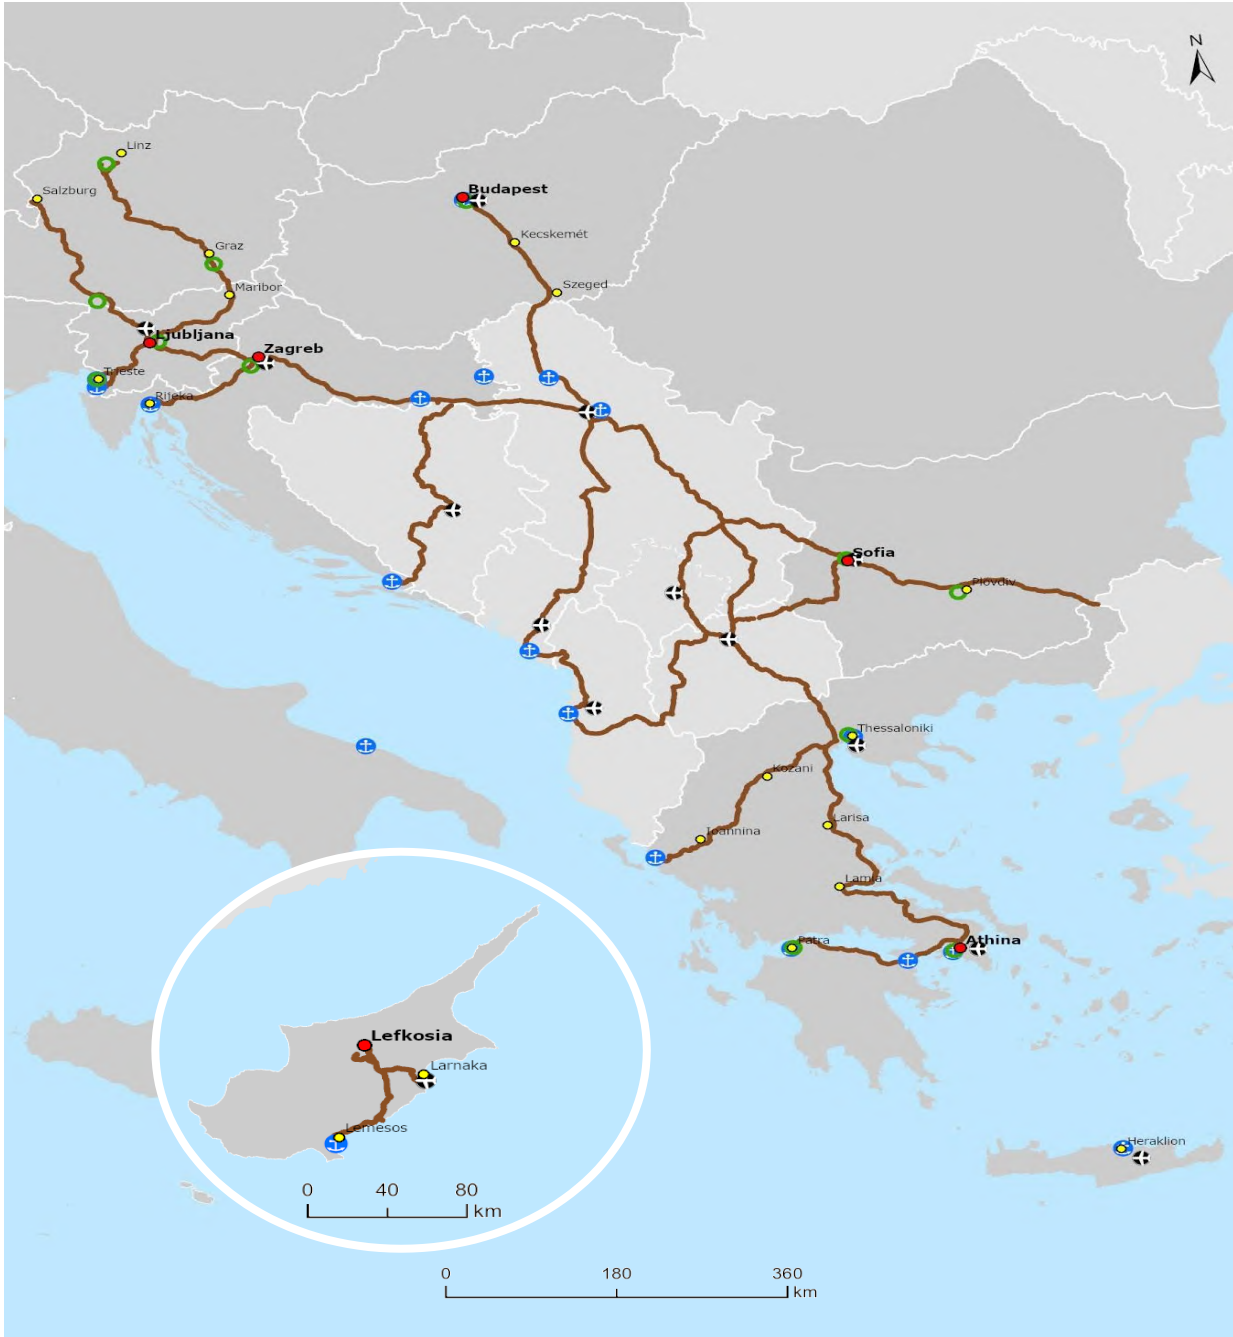 N
Linz
Salzburg
Budapest
Kecskemét
Graz
Maribor
Szeged
Ljubljana
Zagreb
Trieste
Rijeka
Sofia
Plovdiv
Thessaloniki
Kozani
Larisa
Ioannina
Lamia
Patra
Athina
Lefkosia
Larnaka
Lemesos
Heraklion
0 40 80
km
0 180 360
km